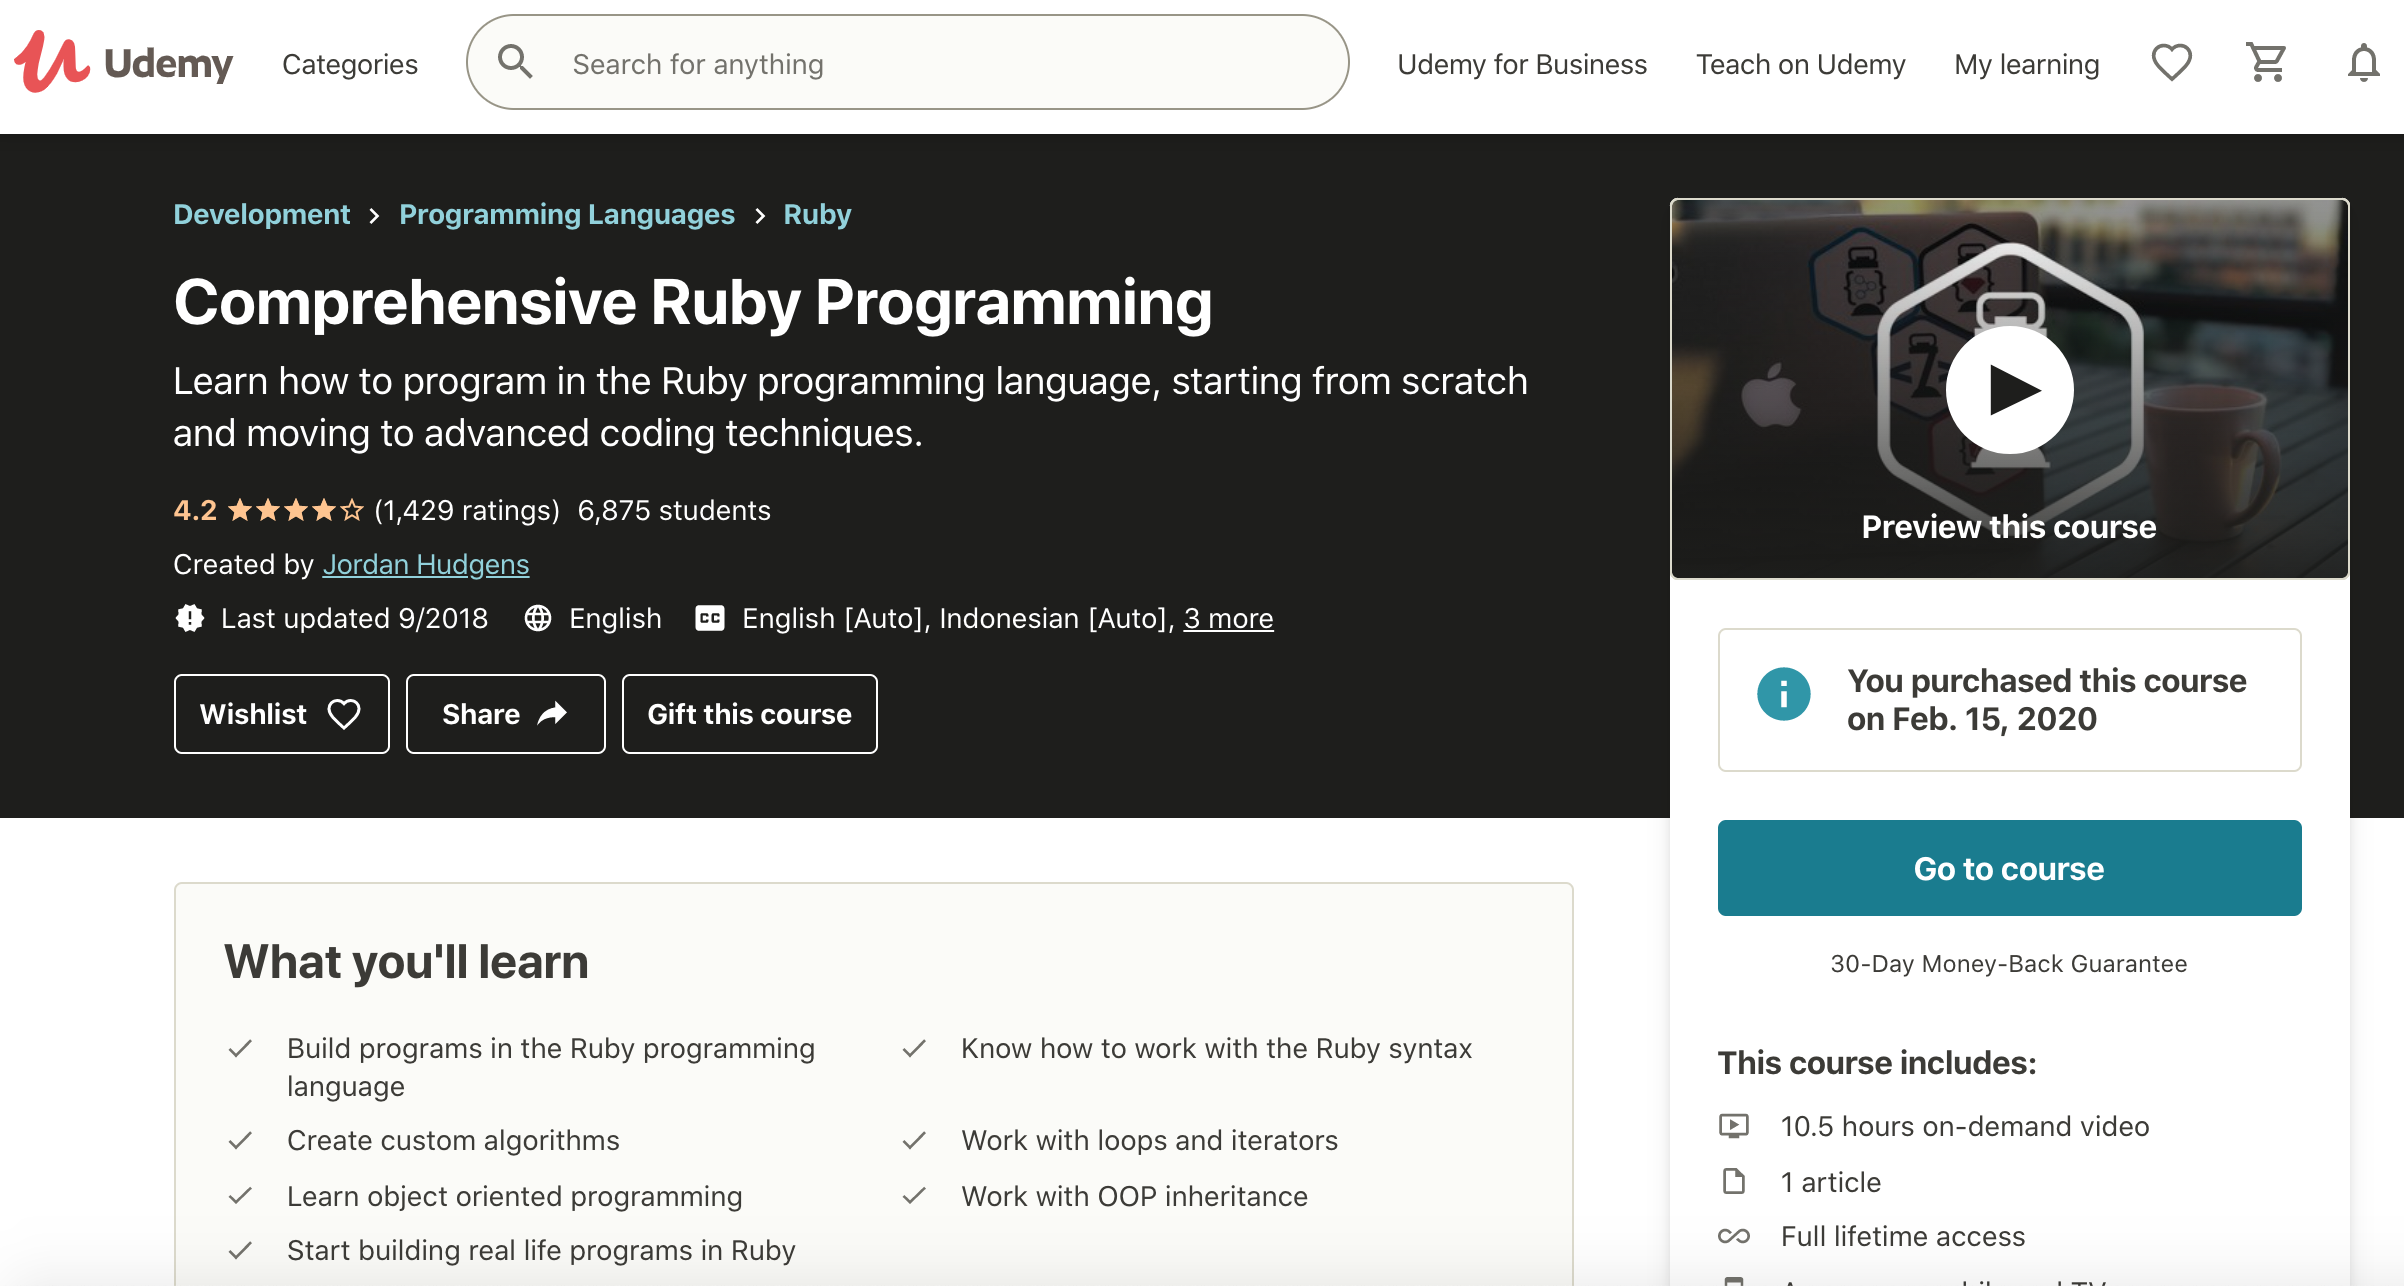 Udemy
Categories
Search for anything
Udemy for Business
Teach on Udemy
My learning
Development > Programming Languages > Ruby
Comprehensive Ruby Programming
Learn how to program in the Ruby programming language, starting from scratch
and moving to advanced coding techniques.
4.2 (1,429 ratings) 6,875 students
Created by Jordan Hudgens
Last updated 9/2018 English CC English [Auto], Indonesian [Auto], 3 more
Wishlist
Share
Gift this course
Preview this course
You purchased this course
on Feb. 15, 2020
Go to course
30-Day Money-Back Guarantee
This course includes:
10.5 hours on-demand video
1 article
Full lifetime access
What you'll learn
Build programs in the Ruby programming
language
Know how to work with the Ruby syntax
Create custom algorithms
Work with loops and iterators
Learn object oriented programming
Work with OOP inheritance
Start building real life programs in Ruby